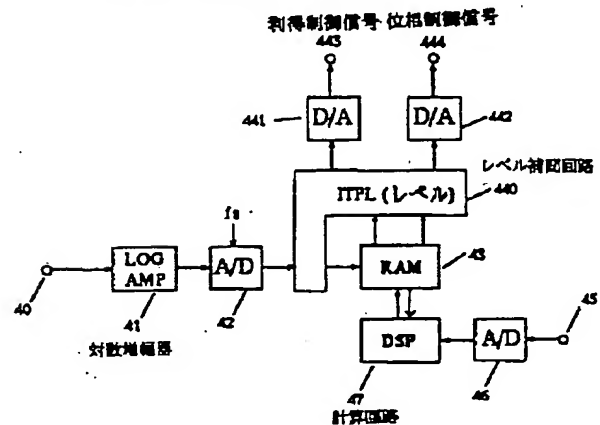 利得制御信号 位相制御信号
443 444
441 D/A D/A 442
レベル補間回路
ITPL (レベル) 440
fs
LOG
AMP
A/D
RAM 43
40 41 42
対数増幅器
DSP A/D 45
47 46
計算回路